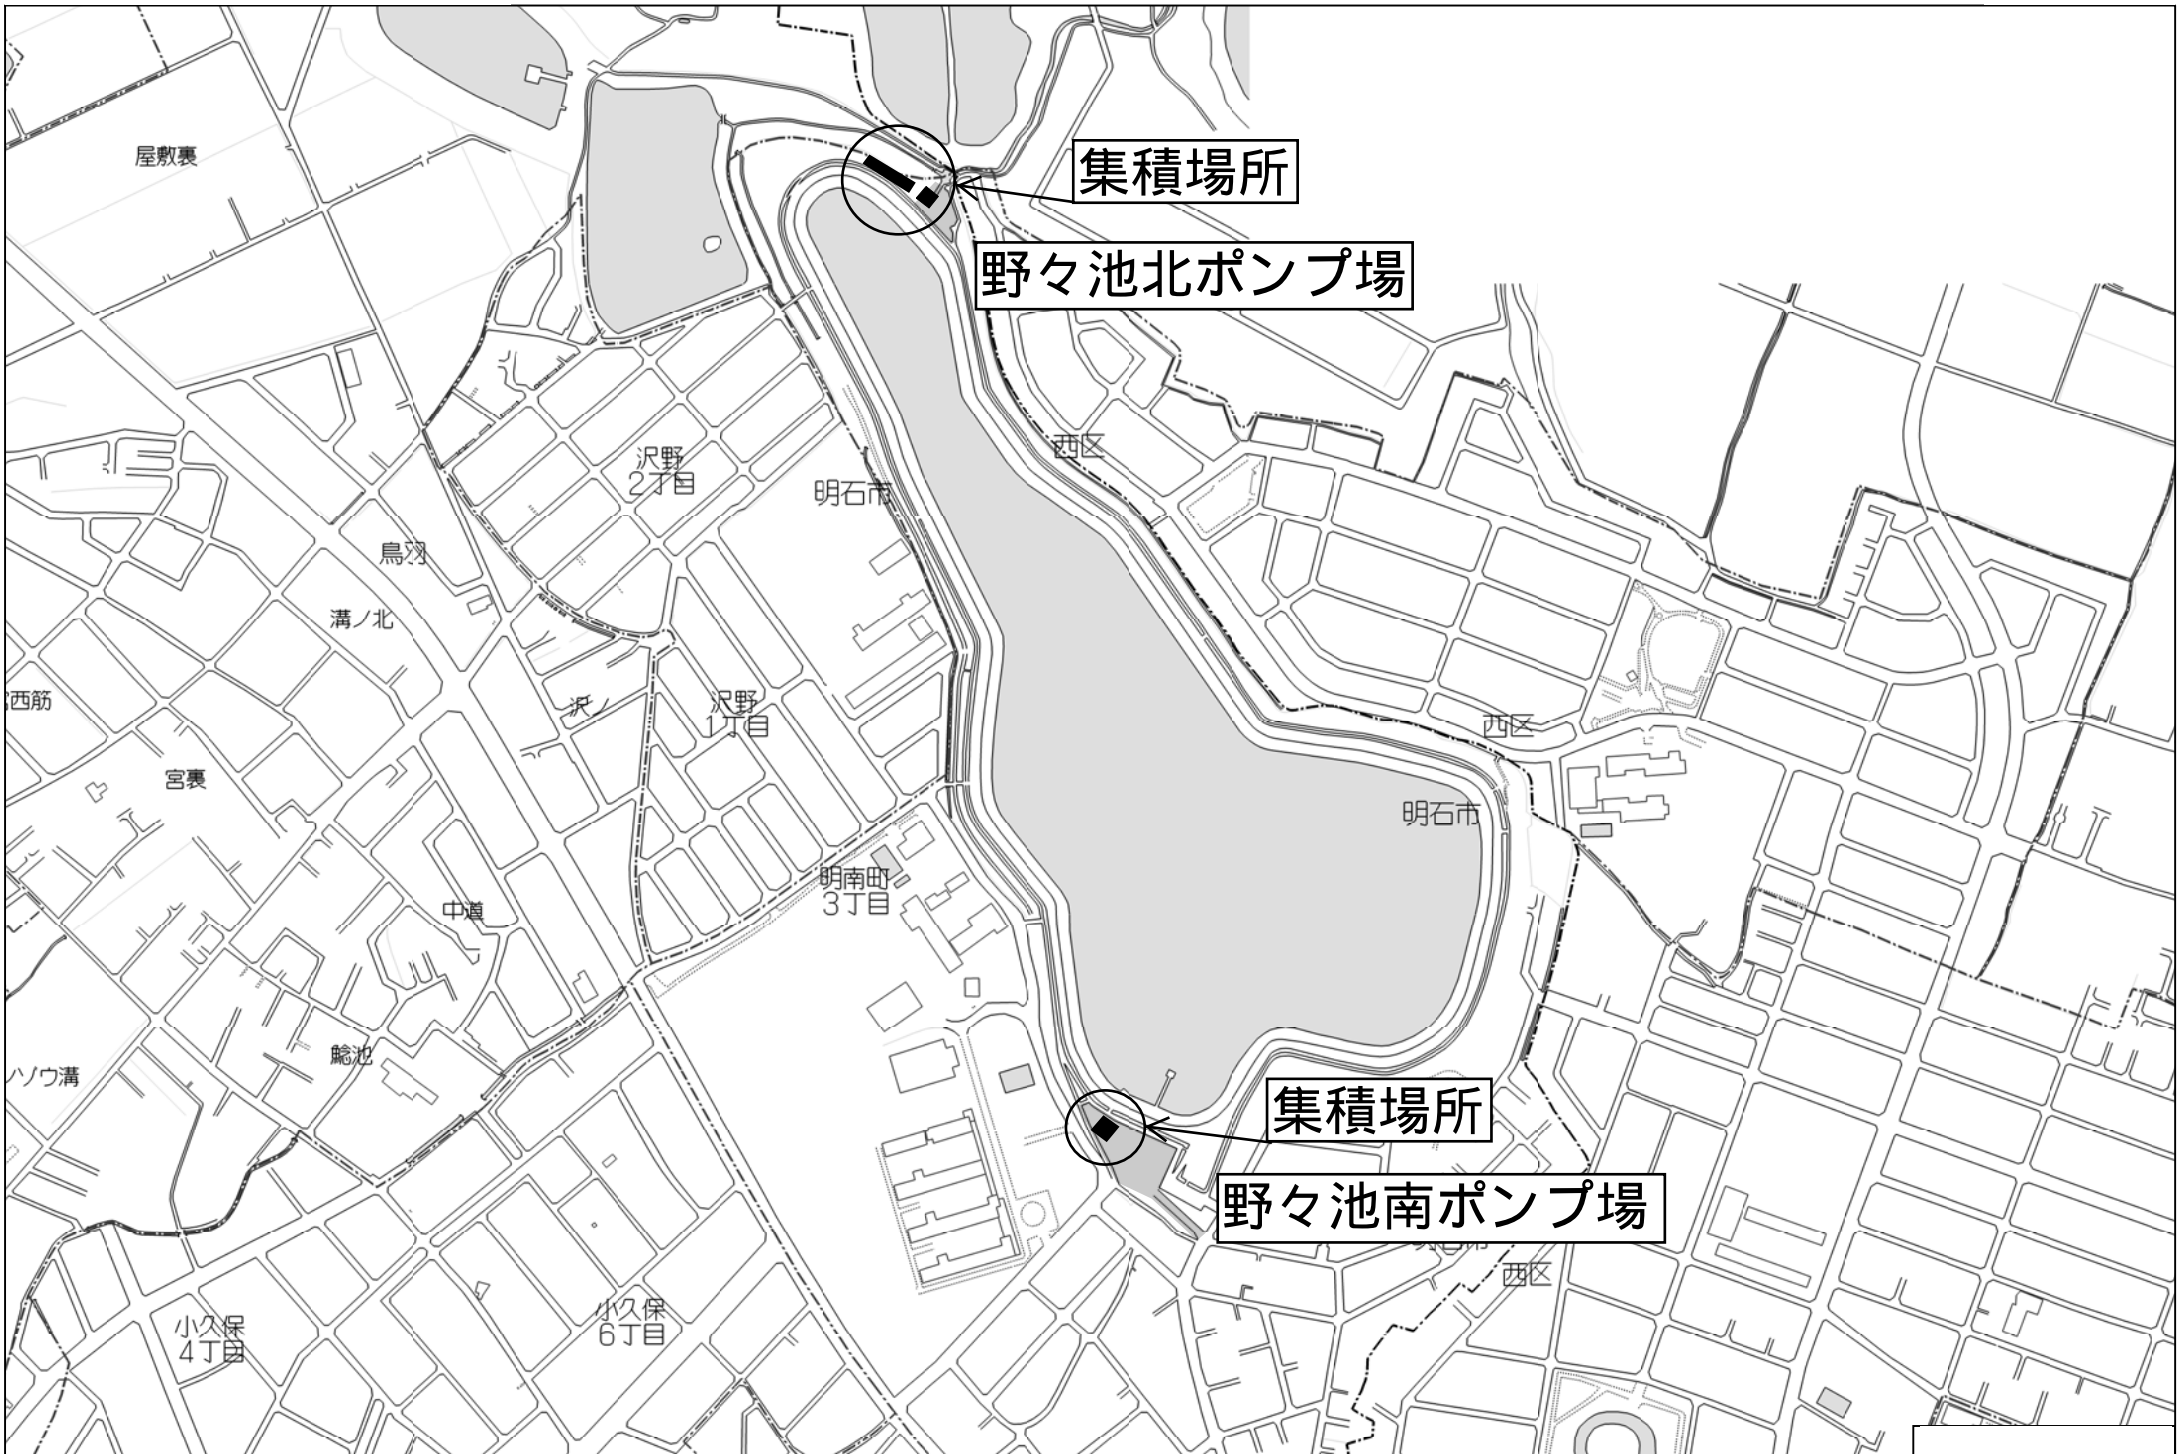 屋敷裏
集積場所
野々池北ポンプ場
西区
沢野
2丁目
明石市
鳥羽
溝ノ北
西筋
沢ノ
沢野
1丁目
西区
宮裏
明石市
明南町
3丁目
中道
鯰池
ノゾウ溝
集積場所
野々池南ポンプ場
西区
小久保
6丁目
小久保
4丁目